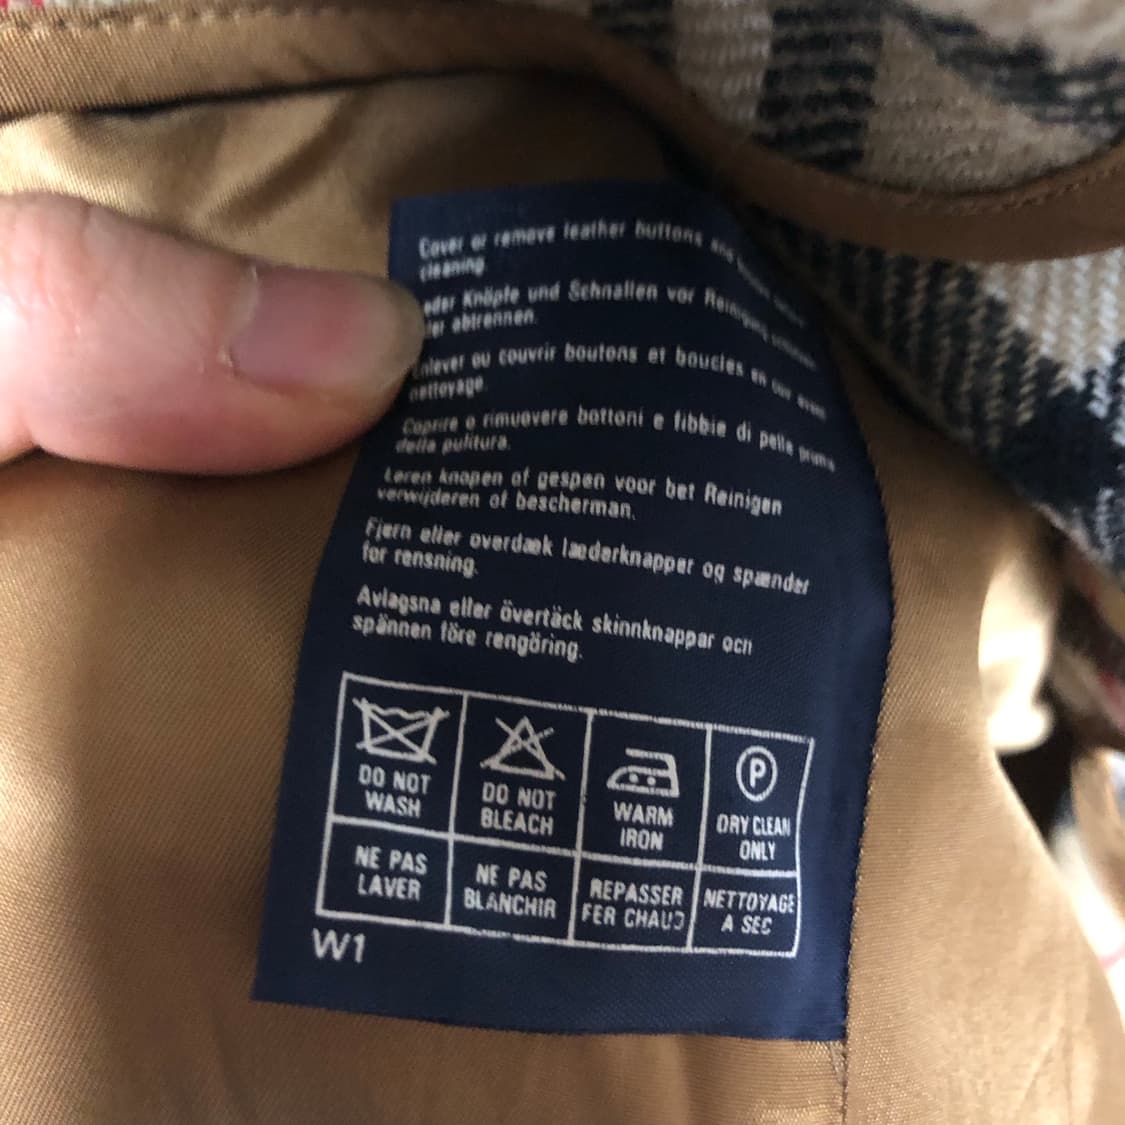 Cover or remove leather buttons and
cleaning.
eder Knöpfe und Schnallen vor Reinigung
er abtrennen.
nlever ou couvrir boutons et boucles en cuir avant
nettoyage.
Coprire o rimuovere bottoni e fibbie di pelle prima
della pulitura.
Leren knopen of gespen voor bet Reinigen
verwijderen of bescherman.
Fjern eller overdæk læderknapper og spænder
for rensning.
Avlagsna eller övertäck skinnknappar och
spännen före rengöring.
P
DO NOT
WASH
DO NOT
BLEACH
WARM
IRON
DRY CLEAN
ONLY
NE PAS
LAVER
NE PAS
BLANCHIR
REPASSER
FER CHAUD
NETTOYAGE
A SEC
W1